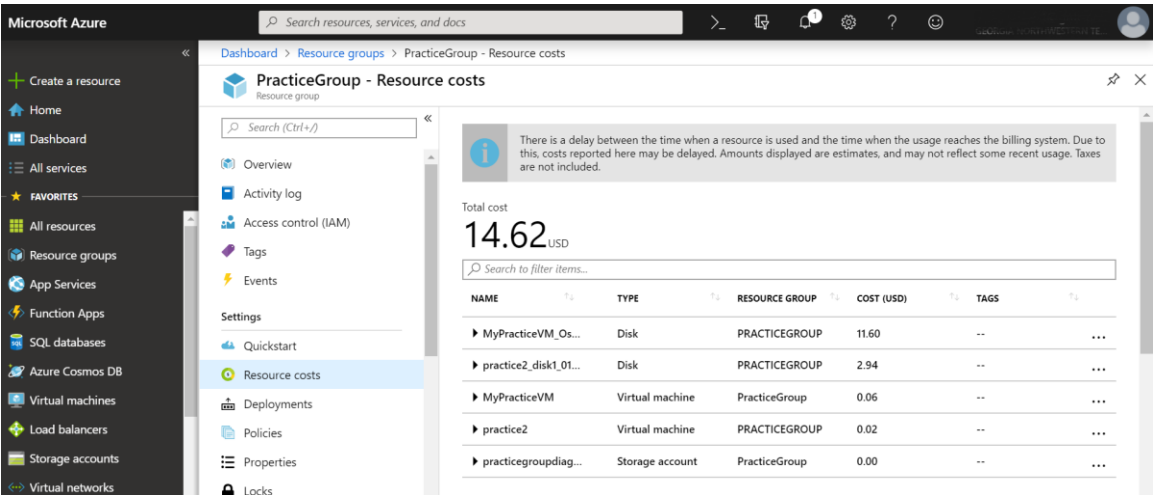 Microsoft Azure
Search resources, services, and docs
1
Create a resource
Home
Dashboard
All services
FAVORITES
All resources
Resource groups
App Services
Function Apps
SQL databases
Azure Cosmos DB
Virtual machines
Load balancers
Storage accounts
Virtual networks
Dashboard > Resource groups > PracticeGroup - Resource costs
PracticeGroup - Resource costs
Resource group
Search (Ctrl+/)
Overview
Activity log
Access control (IAM)
Tags
Events
Settings
Quickstart
Resource costs
Deployments
Policies
Properties
Locks
There is a delay between the time when a resource is used and the time when the usage reaches the billing system. Due to
this, costs reported here may be delayed. Amounts displayed are estimates, and may not reflect some recent usage. Taxes
are not included.
Total cost
14.62 USD
Search to filter items...
NAME TYPE RESOURCE GROUP COST (USD) TAGS
MyPracticeVM_Os... Disk PRACTICEGROUP 11.60 -- ...
practice2_disk1_01... Disk PRACTICEGROUP 2.94 -- ...
MyPracticeVM Virtual machine PracticeGroup 0.06 -- ...
practice2 Virtual machine PRACTICEGROUP 0.02 -- ...
practicegroupdiag... Storage account PracticeGroup 0.00 -- ...